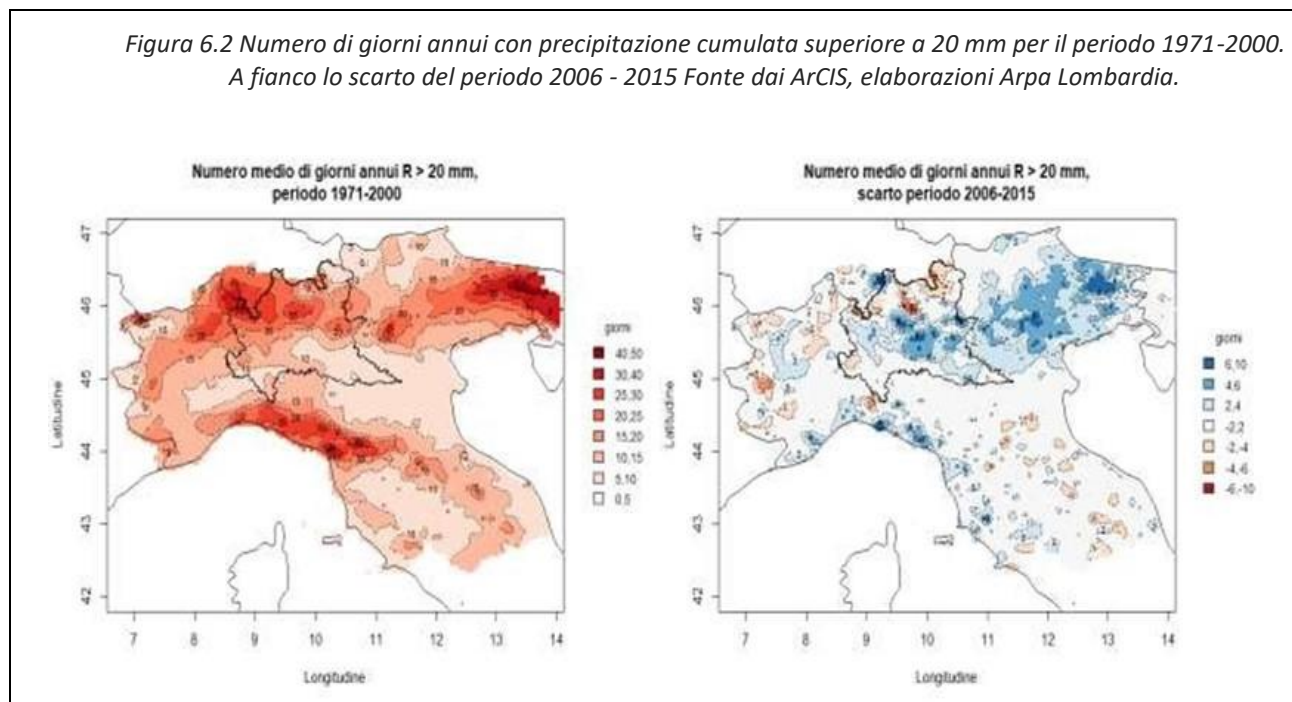 Figura 6.2 Numero di giorni annui con precipitazione cumulata superiore a 20 mm per il periodo 1971-2000.
A fianco lo scarto del periodo 2006 - 2015 Fonte dai ArCIS, elaborazioni Arpa Lombardia.
Numero medio di giorni annui R > 20 mm,
periodo 1971-2000
47
46
45
44
43
42
Latitudine
7 8 9 10 11 12 13 14
Longitudine
giorni
40,50
30,40
25,30
20,25
15,20
10,15
5,10
0,5
Numero medio di giorni annui R > 20 mm,
scarto periodo 2006-2015
47
46
45
44
43
42
Latitudine
7 8 9 10 11 12 13 14
Longitudine
giorni
6,10
4,6
2,4
-2,2
-2,-4
-4,-6
-6,-10